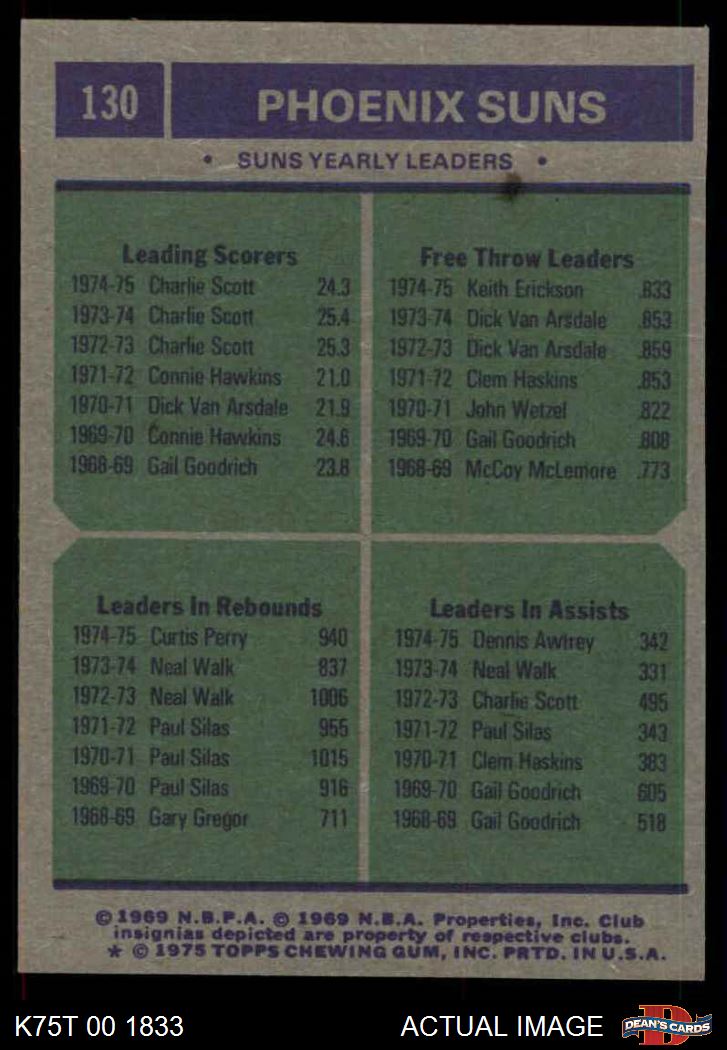 130 PHOENIX SUNS
• SUNS YEARLY LEADERS •
Leading Scorers
1974-75 Charlie Scott 24.3
1973-74 Charlie Scott 25.4
1972-73 Charlie Scott 25.3
1971-72 Connie Hawkins 21.0
1970-71 Dick Van Arsdale 21.9
1969-70 Connie Hawkins 24.6
1968-69 Gail Goodrich 23.8
Free Throw Leaders
1974-75 Keith Erickson .833
1973-74 Dick Van Arsdale .853
1972-73 Dick Van Arsdale .859
1971-72 Clem Haskins .853
1970-71 John Wetzel .822
1969-70 Gail Goodrich .808
1968-69 McCoy McLemore .773
Leaders In Rebounds
1974-75 Curtis Perry 940
1973-74 Neal Walk 837
1972-73 Neal Walk 1006
1971-72 Paul Silas 955
1970-71 Paul Silas 1015
1969-70 Paul Silas 916
1968-69 Gary Gregor 711
Leaders In Assists
1974-75 Dennis Awtrey 342
1973-74 Neal Walk 331
1972-73 Charlie Scott 495
1971-72 Paul Silas 343
1970-71 Clem Haskins 383
1969-70 Gail Goodrich 605
1968-69 Gail Goodrich 518
© 1969 N.B.P.A. © 1969 N.B.A. Properties, Inc. Club
insignias depicted are property of respective clubs.
* © 1975 TOPPS CHEWING GUM, INC. PRTD. IN U.S.A.
K75T 00 1833 ACTUAL IMAGE
D
DEAN'S CARDS